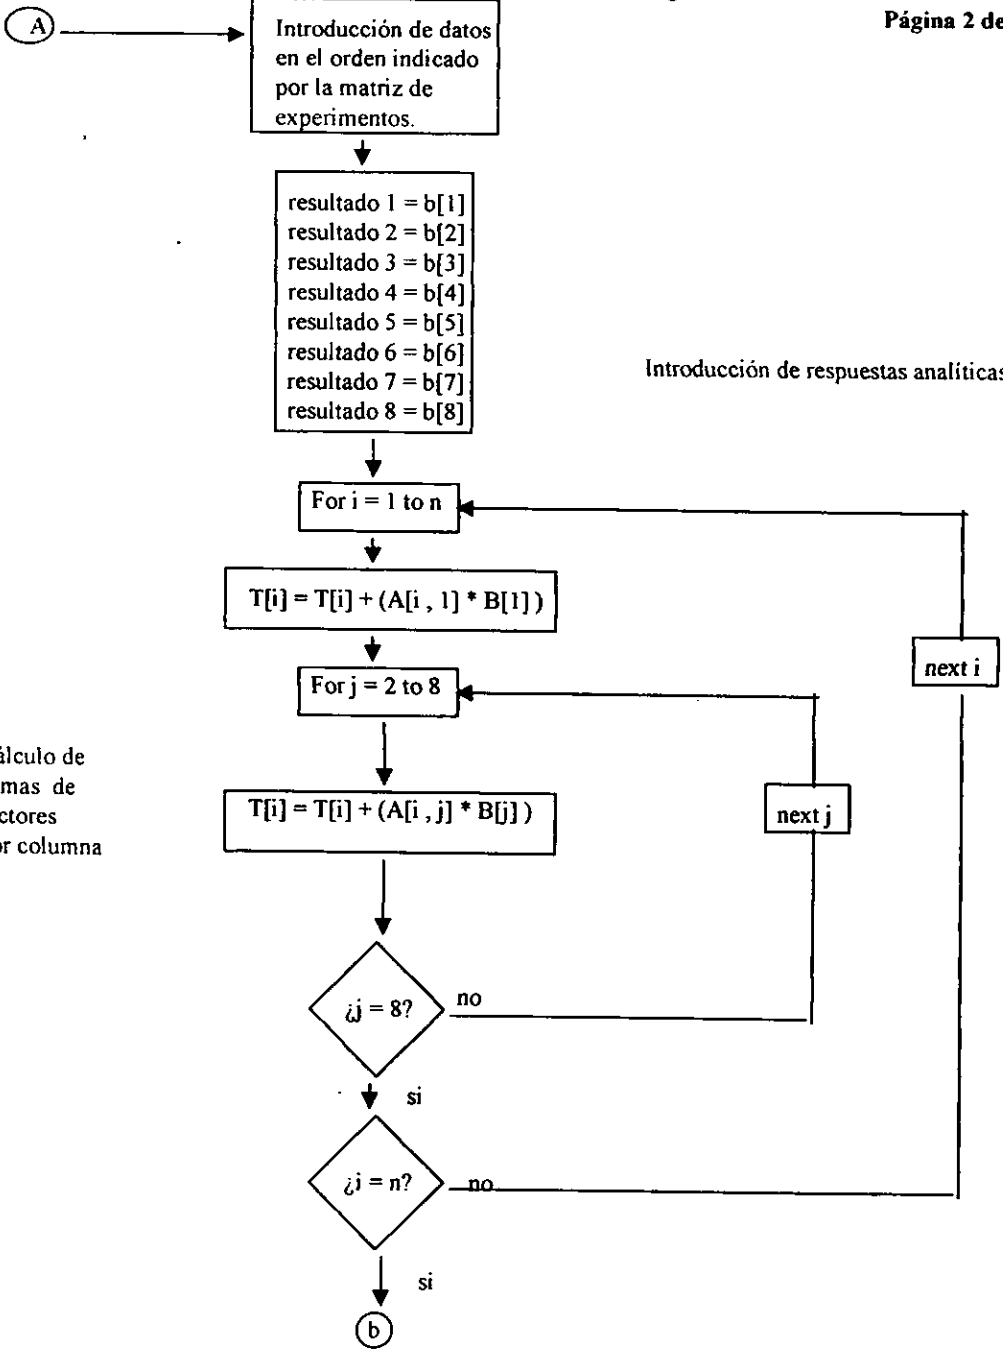 A
Página 2 de
Introducción de datos
en el orden indicado
por la matriz de
experimentos.
resultado 1 = b[1]
resultado 2 = b[2]
resultado 3 = b[3]
resultado 4 = b[4]
resultado 5 = b[5]
resultado 6 = b[6]
resultado 7 = b[7]
resultado 8 = b[8]
Introducción de respuestas analíticas
For i = 1 to n
T[i] = T[i] + (A[i , 1] * B[1] )
next i
For j = 2 to 8
álculo de
mas de
ctores
or columna
T[i] = T[i] + (A[i , j] * B[j] )
next j
¿j = 8?
no
si
¿i = n?
no
si
b